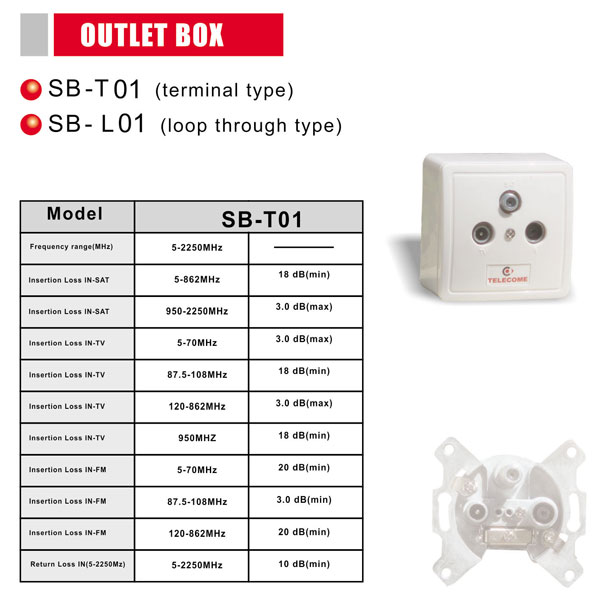 OUTLET BOX
SB-T01 (terminal type)
SB-L01 (loop through type)
TELECOME
Model SB-T01
Frequency range(MHz) 5-2250MHz
Insertion Loss IN-SAT 5-862MHz 18 dB(min)
Insertion Loss IN-SAT 950-2250MHz 3.0 dB(max)
Insertion Loss IN-TV 5-70MHz 3.0 dB(max)
Insertion Loss IN-TV 87.5-108MHz 18 dB(min)
Insertion Loss IN-TV 120-862MHz 3.0 dB(max)
Insertion Loss IN-TV 950MHZ 18 dB(min)
Insertion Loss IN-FM 5-70MHz 20 dB(min)
Insertion Loss IN-FM 87.5-108MHz 3.0 dB(min)
Insertion Loss IN-FM 120-862MHz 20 dB(min)
Return Loss IN(5-2250Mz) 5-2250MHz 10 dB(min)